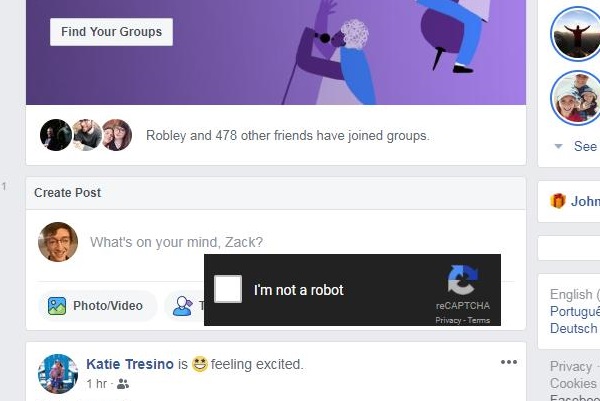 Find Your Groups
Robley and 478 other friends have joined groups.
See
1
Create Post
John
What's on your mind, Zack?
I'm not a robot
reCAPTCHA
Privacy - Terms
Photo/Video
T
English (
Portuguê
Deutsch
Katie Tresino is feeling excited.
1 hr ·
Privacy ·
Cookies
Faceboo